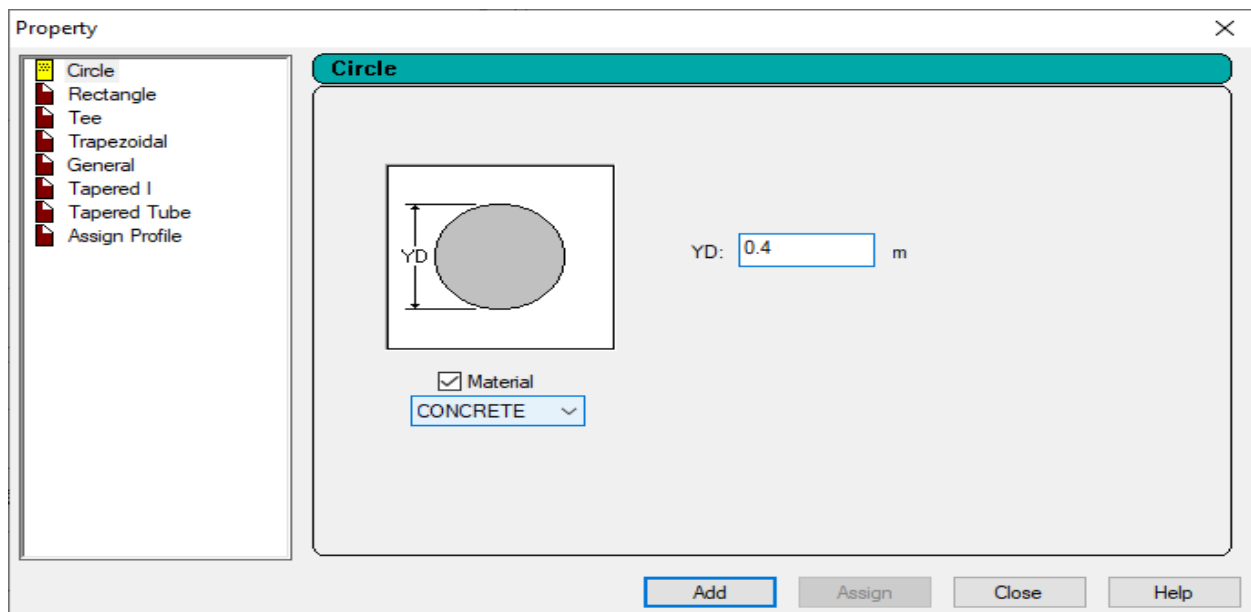 Property
Circle
Rectangle
Tee
Trapezoidal
General
Tapered I
Tapered Tube
Assign Profile
Circle
YD
YD: 0.4 m
Material
CONCRETE
Add Assign Close Help